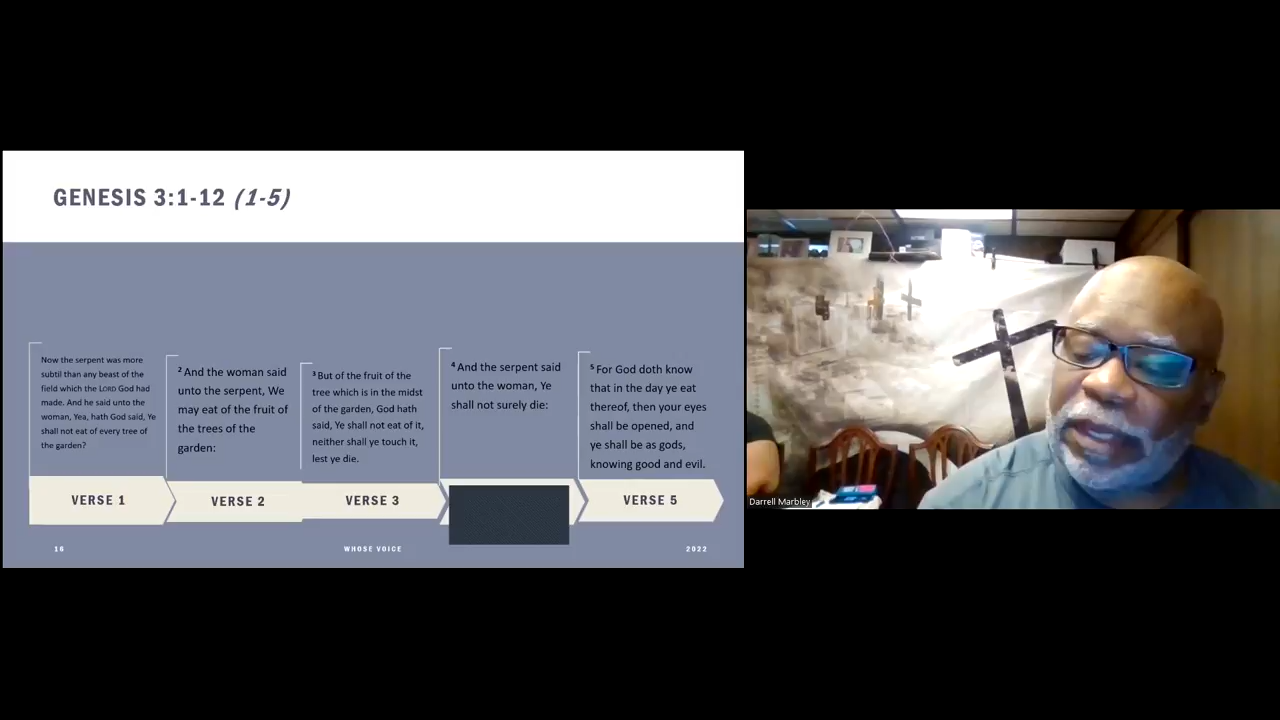 GENESIS 3:1-12 (1-5)
Now the serpent was more
subtil than any beast of the
field which the LORD God had
made. And he said unto the
woman, Yea, hath God said, Ye
shall not eat of every tree of
the garden?
VERSE 1
2 And the woman said
unto the serpent, We
may eat of the fruit of
the trees of the
garden:
VERSE 2
3 But of the fruit of the
tree which is in the midst
of the garden, God hath
said, Ye shall not eat of it,
neither shall ye touch it,
lest ye die.
VERSE 3
4 And the serpent said
unto the woman, Ye
shall not surely die:
5 For God doth know
that in the day ye eat
thereof, then your eyes
shall be opened, and
ye shall be as gods,
knowing good and evil.
VERSE 5
16
WHOSE VOICE
2022
Darrell Marbley